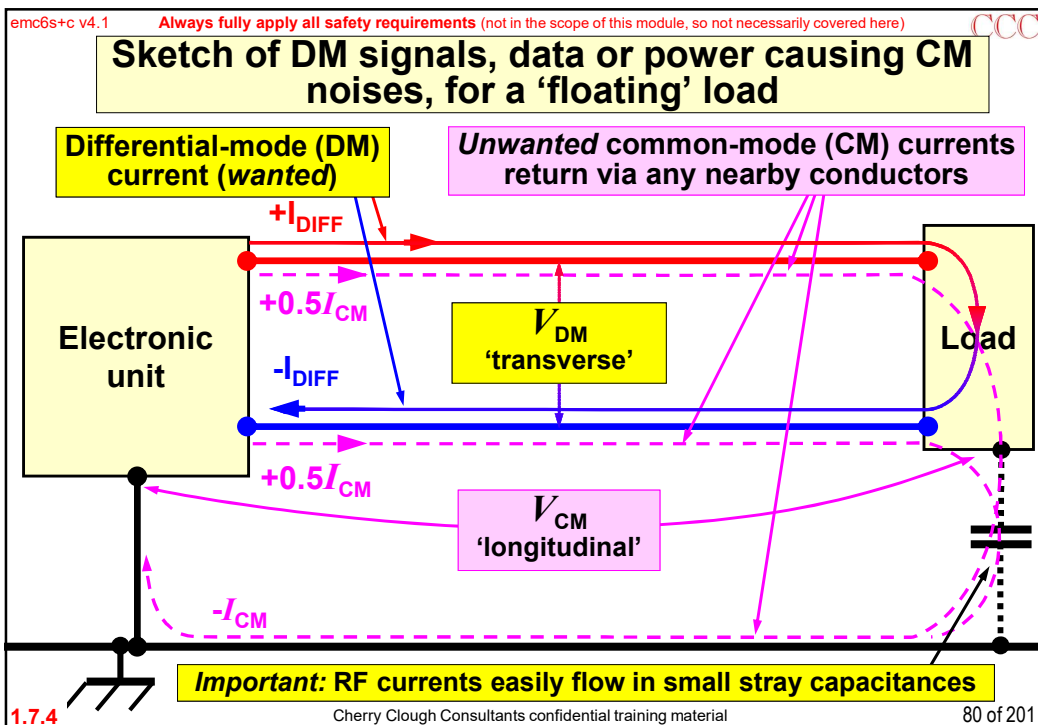 emc6s+c v4.1
Always fully apply all safety requirements (not in the scope of this module, so not necessarily covered here)
CCC
Sketch of DM signals, data or power causing CM
noises, for a ‘floating’ load
Differential-mode (DM)
current (wanted)
Unwanted common-mode (CM) currents
return via any nearby conductors
+IDIFF
+0.5ICM
Electronic
unit
VDM
‘transverse’
Load
-IDIFF
+0.5ICM
VCM
‘longitudinal’
-ICM
Important: RF currents easily flow in small stray capacitances
1.7.4
Cherry Clough Consultants confidential training material
80 of 201